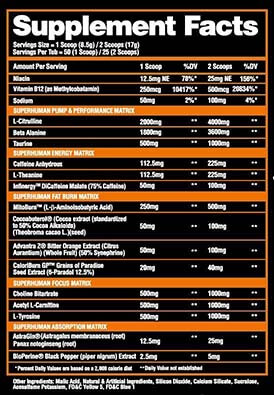 Supplement Facts
Servings Size = 1 Scoop (8.5g) / 2 Scoops (17g)
Servings Per Tub = 50 (1 Scoop) / 25 (2 Scoops)
Amount Per Serving 1 Scoop %DV 2 Scoops %DV
Niacin 12.5mg NE 78%* 25mg NE 156%*
Vitamin B12 (as Methylcobalamin) 250mcg 10417%* 500mcg 20834%*
Sodium 50mg 2%* 100mg 4%*
SUPERHUMAN PUMP & PERFORMANCE MATRIX
L-Citrulline 2000mg ** 4000mg **
Beta Alanine 1800mg ** 3600mg **
Taurine 500mg ** 1000mg **
SUPERHUMAN ENERGY MATRIX
Caffeine Anhydrous 112.5mg ** 225mg **
L-Theanine 112.5mg ** 225mg **
Infinergy™ DiCaffeine Malate (75% Caffeine) 50mg ** 100mg **
SUPERHUMAN FAT BURN MATRIX
MitoBurn™ (L-ß-Aminoisobutyric Acid) 250mg ** 500mg **
Cocoabuterol® (Cocoa extract (standardized
to 50% Cocoa Alkaloids)
(Theobroma cacao L.)(seed) 50mg ** 100mg **
Advantra Z® Bitter Orange Extract (Citrus
Aurantium) (Whole Fruit) (50% Synephrine) 50mg ** 100mg **
CaloriBurn GP™ Grains of Paradise
Seed Extract (6-Paradol 12.5%) 20mg ** 40mg **
SUPERHUMAN FOCUS MATRIX
Choline Bitartrate 500mg ** 1000mg **
Acetyl L-Carnitine 500mg ** 1000mg **
L-Tyrosine 500mg ** 1000mg **
SUPERHUMAN ABSORPTION MATRIX
AstraGin® (Astragalus membranaceus (root)
Panax notoginseng (root) 12.5mg ** 25mg **
BioPerine® Black Pepper (piper nigrum) Extract 2.5mg ** 5mg **
* Percent Daily Values are based on a 2,000 calorie diet **Daily Value not established
Other Ingredients: Malic Acid, Natural & Artificial Ingredients, Silicon Dioxide, Calcium Silicate, Sucralose,
Acesulfame Potassium, FD&C Yellow 5, FD&C Blue 1